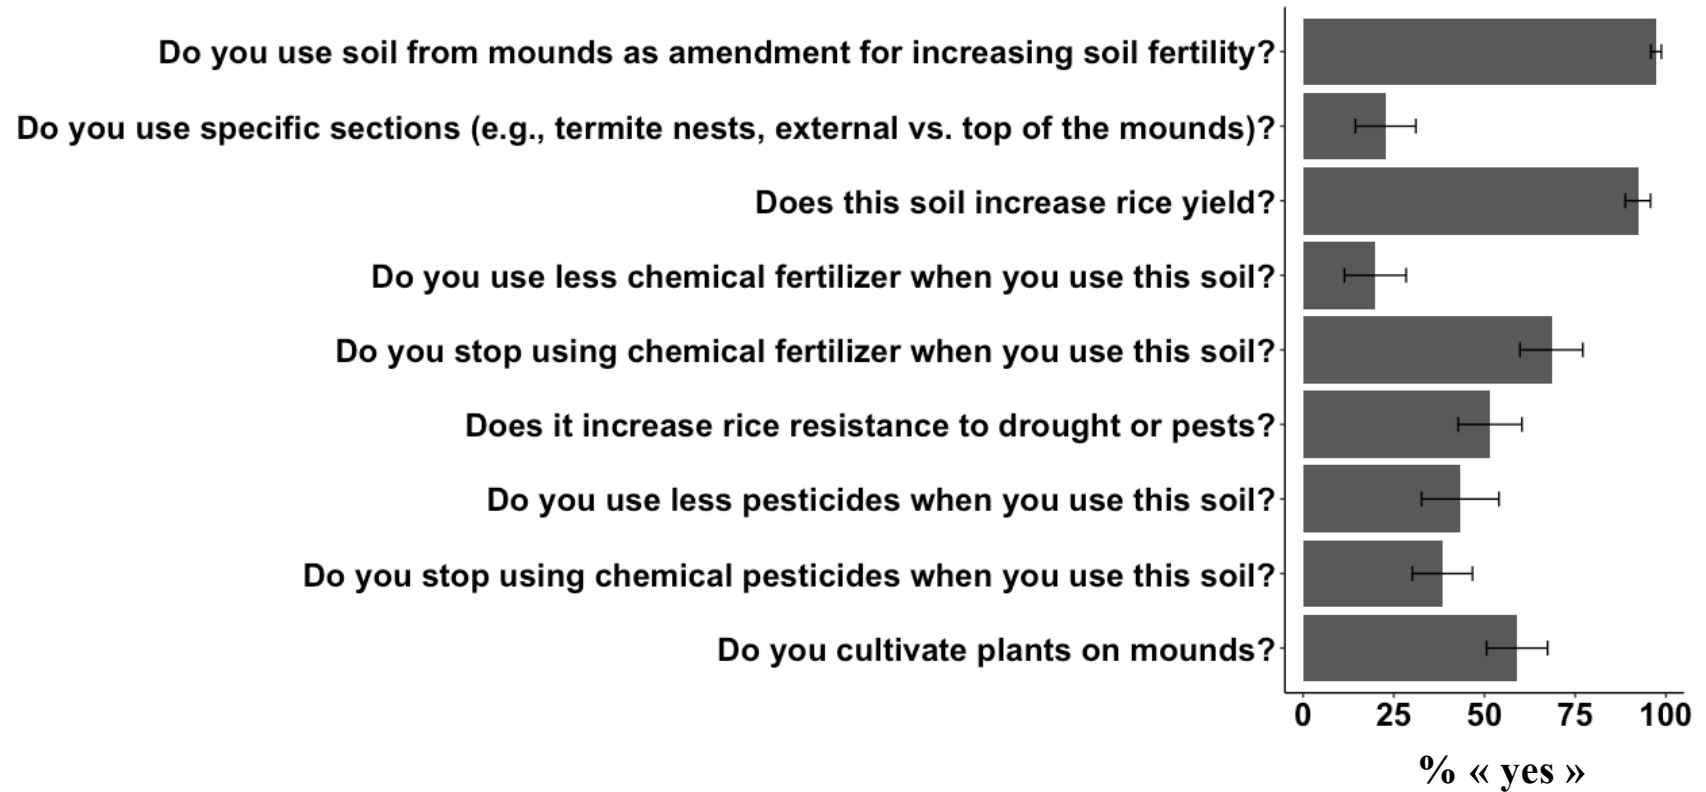 Do you use soil from mounds as amendment for increasing soil fertility?
Do you use specific sections (e.g., termite nests, external vs. top of the mounds)?
Does this soil increase rice yield?
Do you use less chemical fertilizer when you use this soil?
Do you stop using chemical fertilizer when you use this soil?
Does it increase rice resistance to drought or pests?
Do you use less pesticides when you use this soil?
Do you stop using chemical pesticides when you use this soil?
Do you cultivate plants on mounds?
0 25 50 75 100
% « yes »